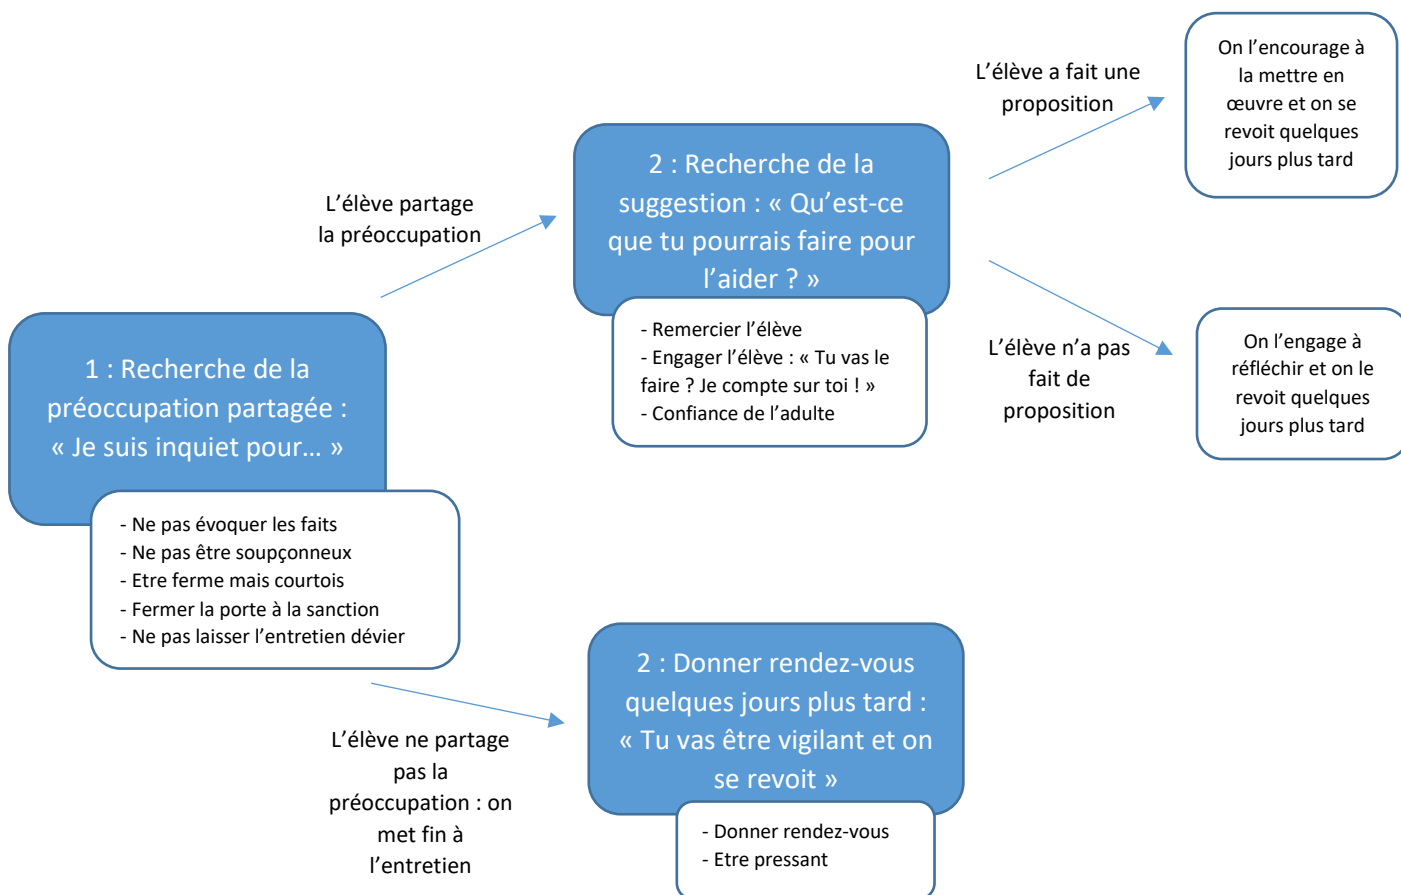 1 : Recherche de la
préoccupation partagée :
« Je suis inquiet pour… »
- Ne pas évoquer les faits
- Ne pas être soupçonneux
- Etre ferme mais courtois
- Fermer la porte à la sanction
- Ne pas laisser l’entretien dévier
L’élève partage
la préoccupation
2 : Recherche de la
suggestion : « Qu’est-ce
que tu pourrais faire pour
l’aider ? »
- Remercier l’élève
- Engager l’élève : « Tu vas le
faire ? Je compte sur toi ! »
- Confiance de l’adulte
L’élève a fait une
proposition
On l’encourage à
la mettre en
œuvre et on se
revoit quelques
jours plus tard
L’élève n’a pas
fait de
proposition
On l’engage à
réfléchir et on le
revoit quelques
jours plus tard
L’élève ne partage
pas la
préoccupation : on
met fin à
l’entretien
2 : Donner rendez-vous
quelques jours plus tard :
« Tu vas être vigilant et on
se revoit »
- Donner rendez-vous
- Etre pressant